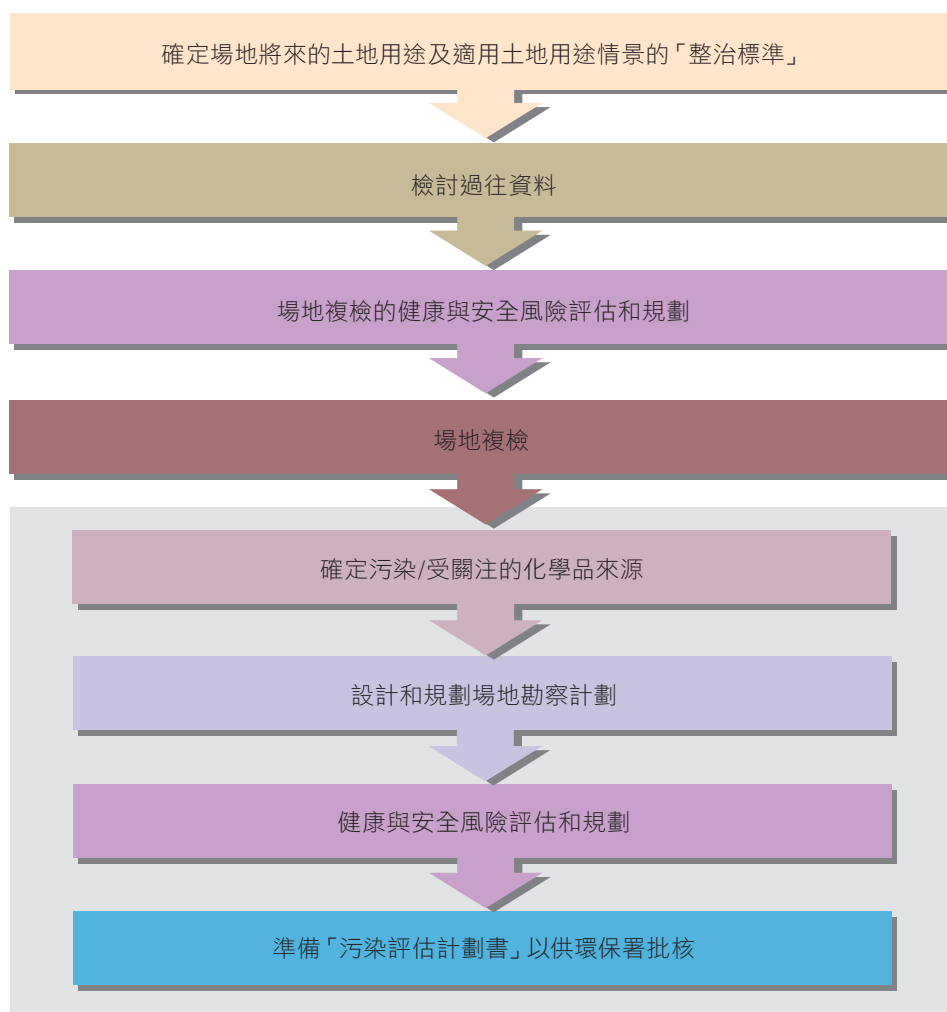 確定場地將來的土地用途及適用土地用途情景的「整治標準」
檢討過往資料
場地複檢的健康與安全風險評估和規劃
場地複檢
確定污染/受關注的化學品來源
設計和規劃場地勘察計劃
健康與安全風險評估和規劃
準備「污染評估計劃書」以供環保署批核